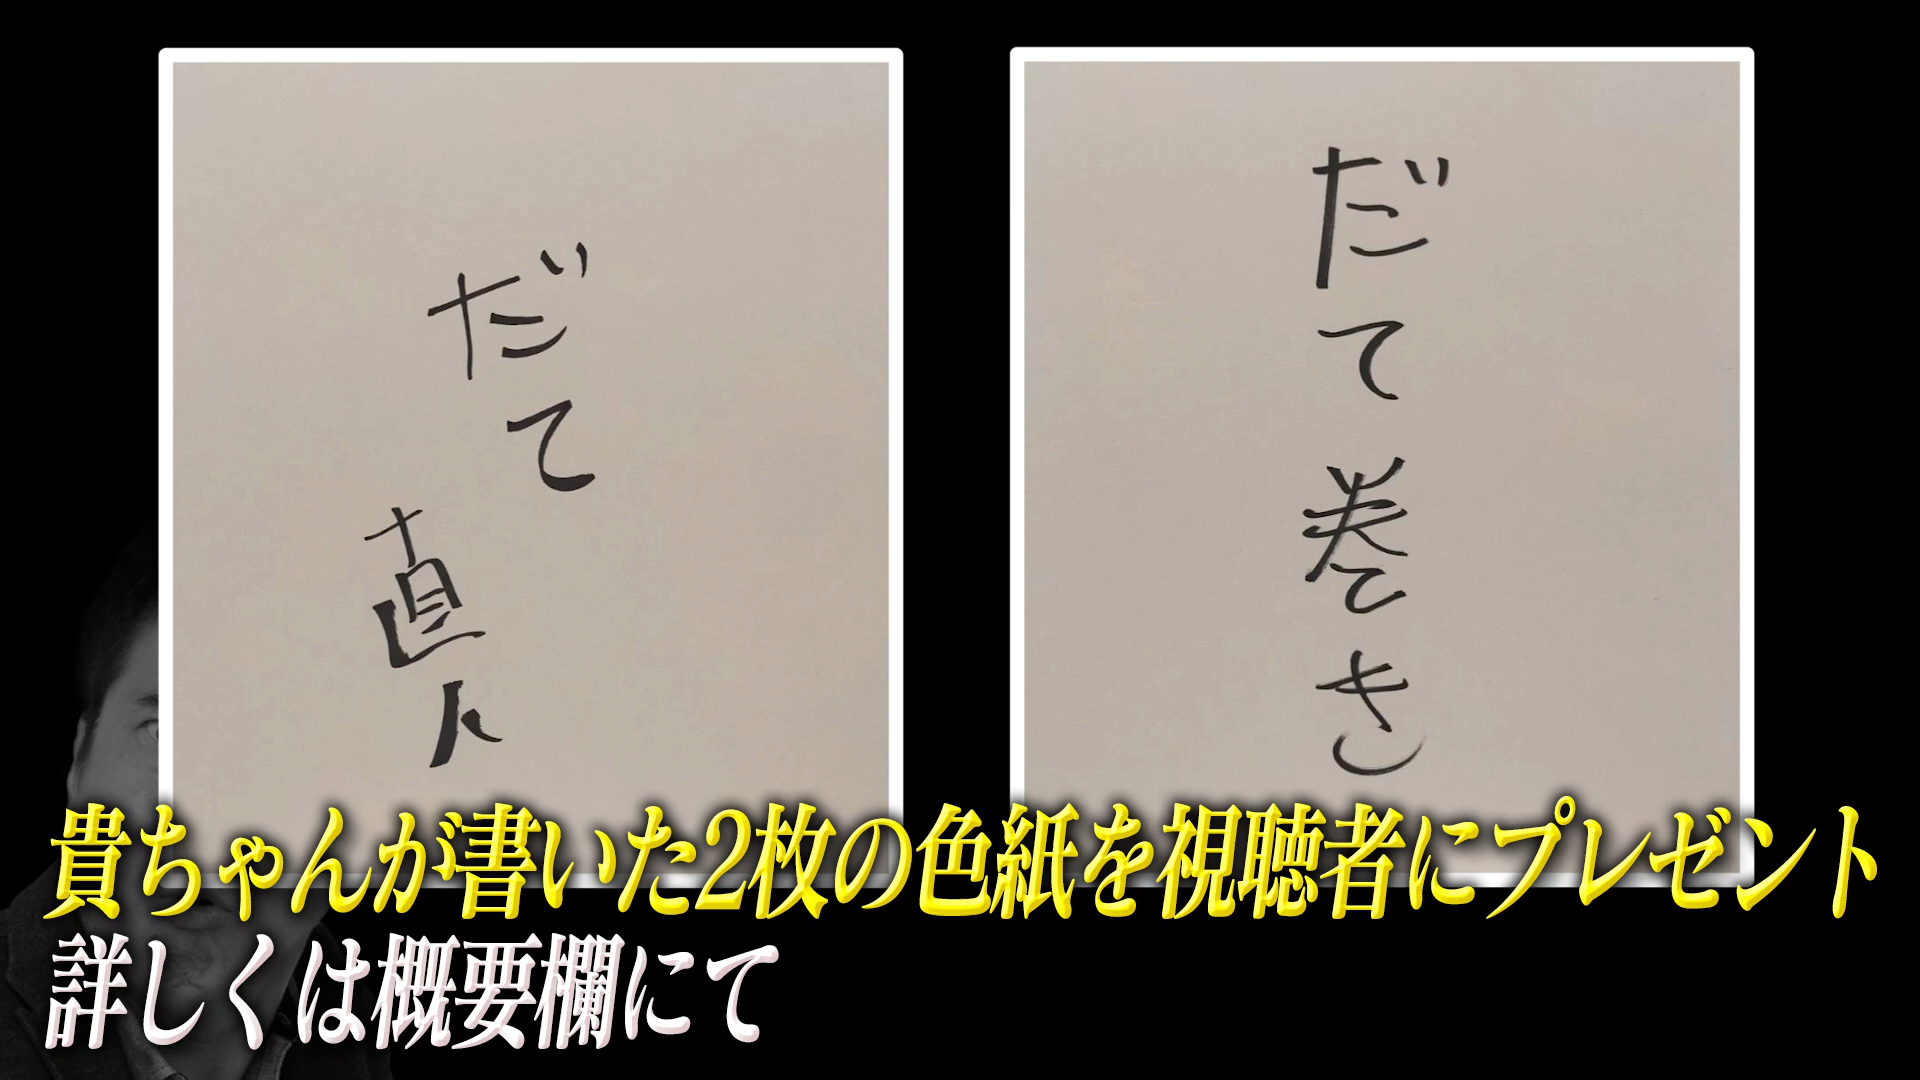 だて
直人
だて巻き
貴ちゃんが書いた2枚の色紙を視聴者にプレゼント
詳しくは概要欄にて